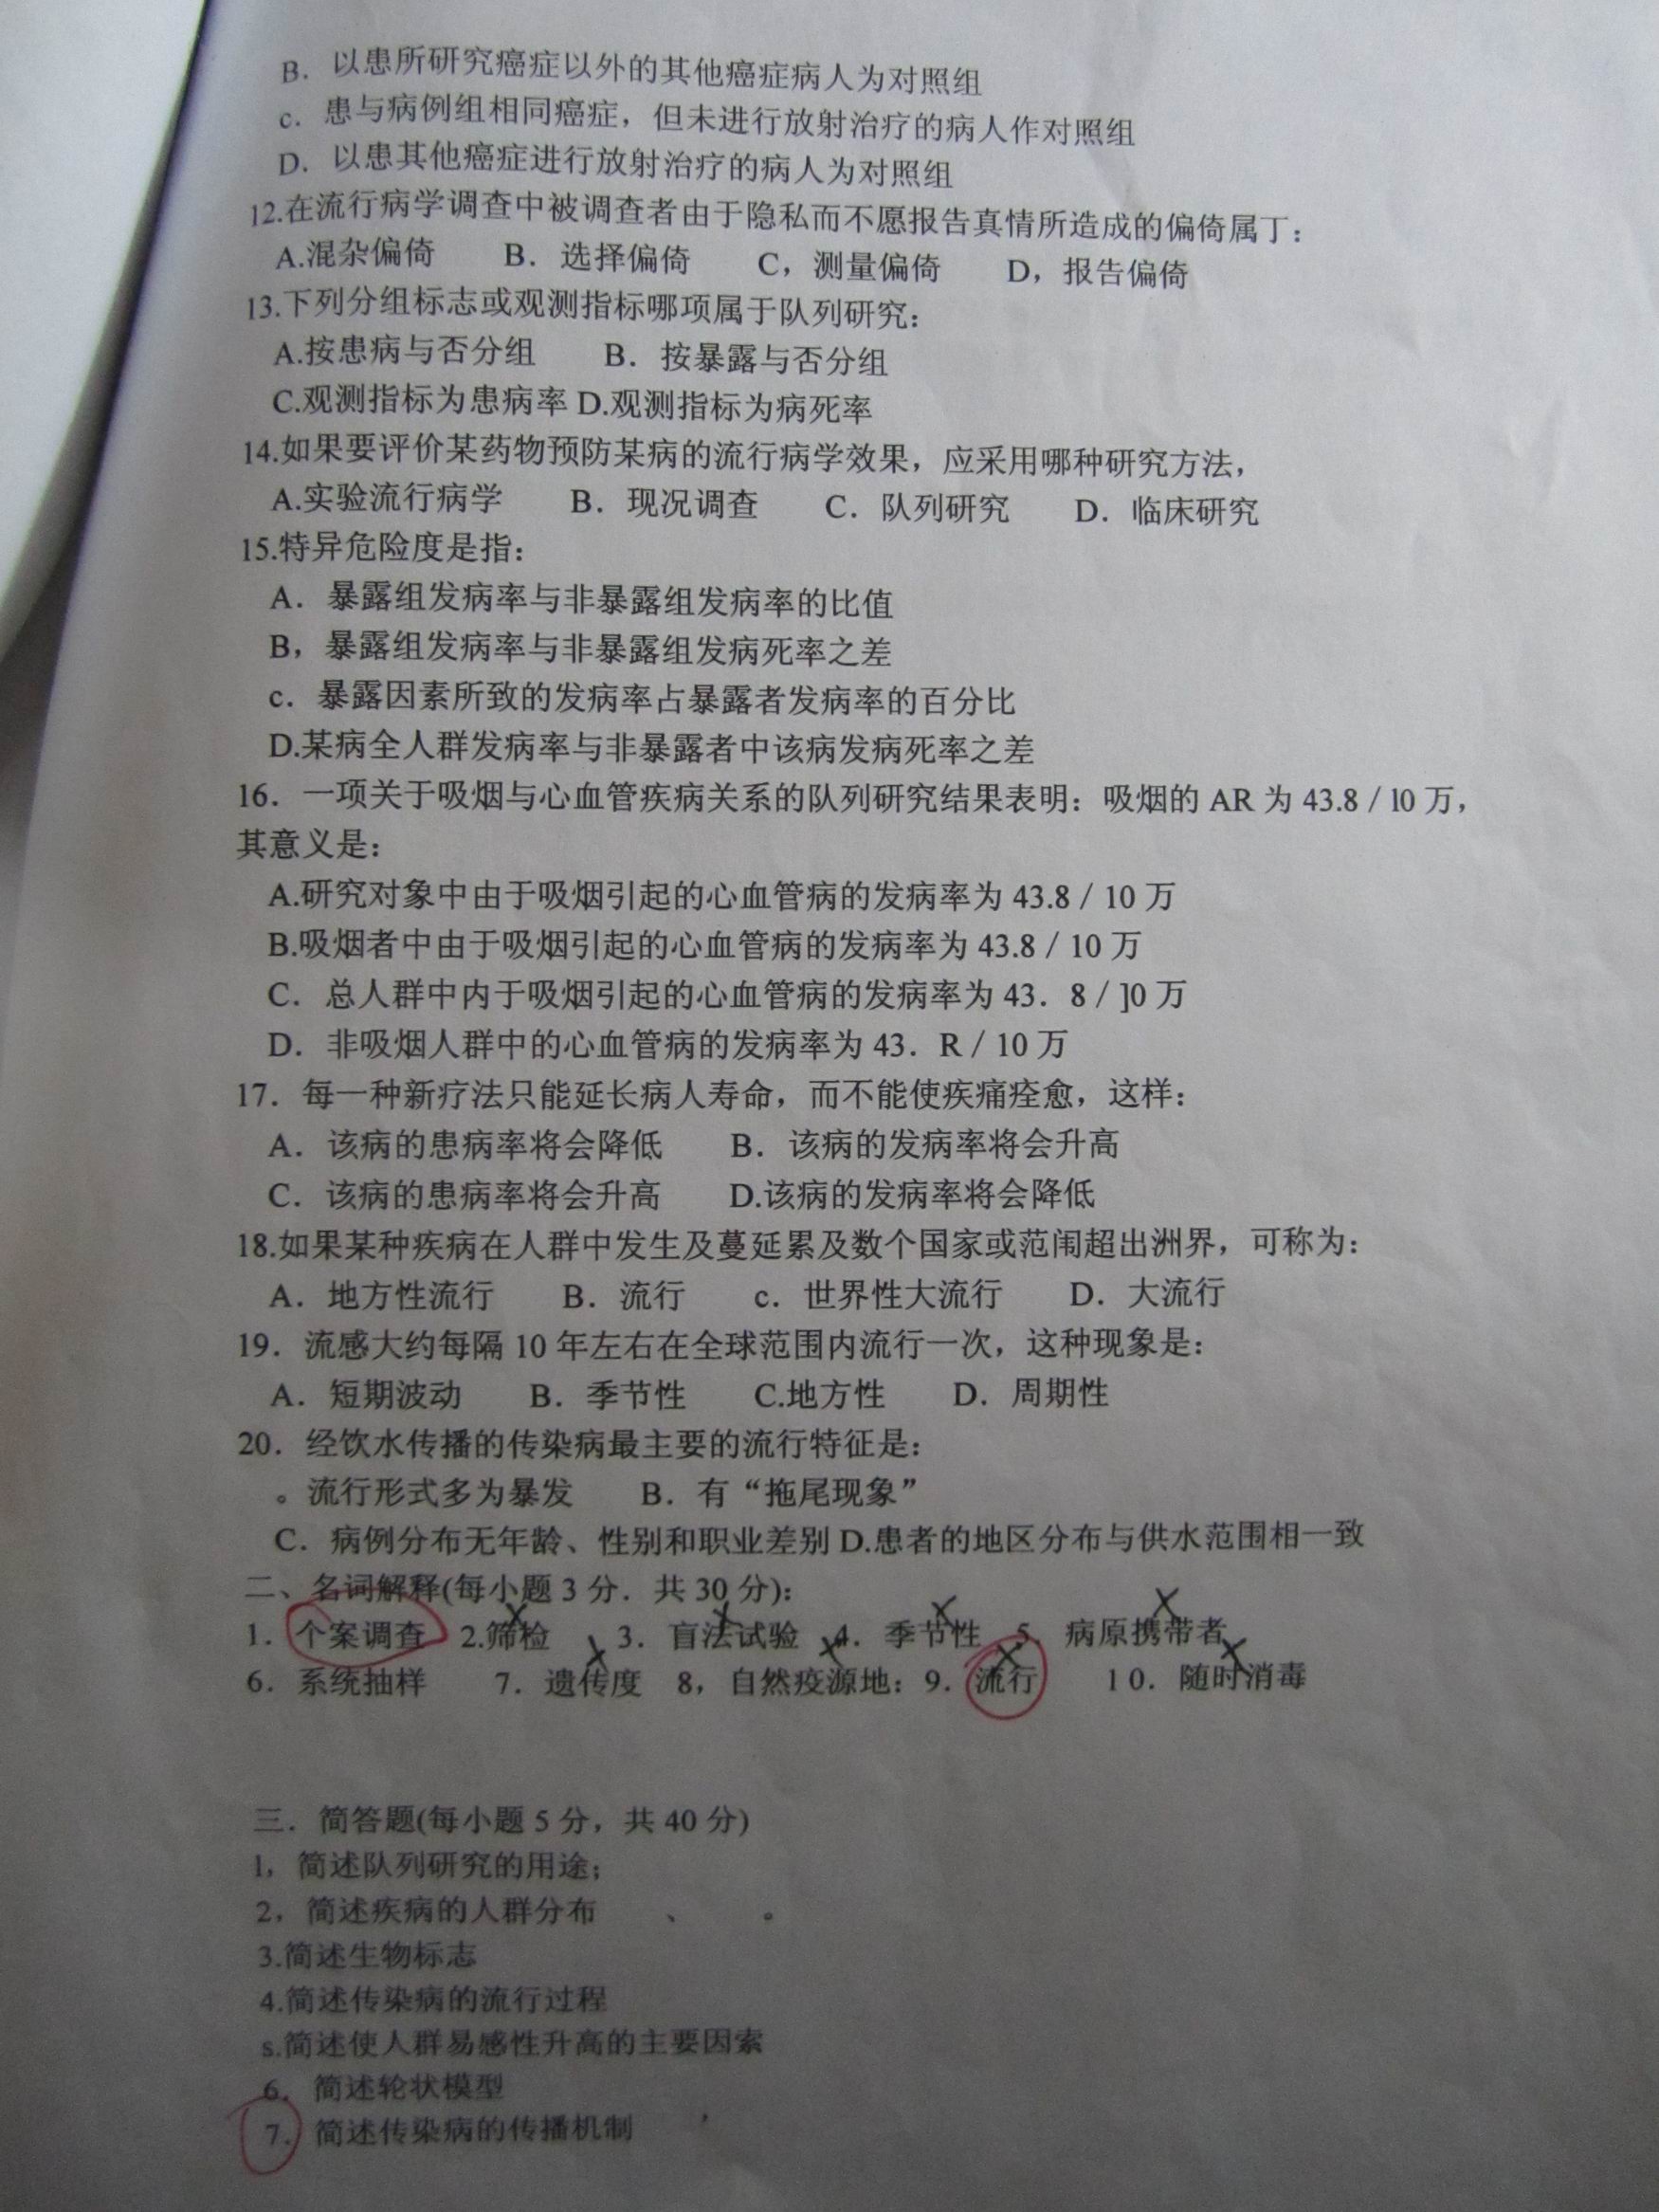 B．以患所研究癌症以外的其他癌症病人为对照组
c．患与病例组相同癌症，但未进行放射治疗的病人作对照组
D．以患其他癌症进行放射治疗的病人为对照组
12.在流行病学调查中被调查者由于隐私而不愿报告真情所造成的偏倚属丁：
A.混杂偏倚 B．选择偏倚 C，测量偏倚 D，报告偏倚
13.下列分组标志或观测指标哪项属于队列研究：
A.按患病与否分组 B．按暴露与否分组
C.观测指标为患病率 D.观测指标为病死率
14.如果要评价某药物预防某病的流行病学效果，应采用哪种研究方法，
A.实验流行病学 B．现况调查 C．队列研究 D．临床研究
15.特异危险度是指：
A．暴露组发病率与非暴露组发病率的比值
B，暴露组发病率与非暴露组发病死率之差
c．暴露因素所致的发病率占暴露者发病率的百分比
D.某病全人群发病率与非暴露者中该病发病死率之差
16．一项关于吸烟与心血管疾病关系的队列研究结果表明：吸烟的 AR 为 43.8／l0 万，
其意义是：
A.研究对象中由于吸烟引起的心血管病的发病率为 43.8／10 万
B.吸烟者中由于吸烟引起的心血管病的发病率为 43.8／10 万
C．总人群中内于吸烟引起的心血管病的发病率为 43．8／]0 万
D．非吸烟人群中的心血管病的发病率为 43．R／10 万
17．每一种新疗法只能延长病人寿命，而不能使疾痛痊愈，这样：
A．该病的患病率将会降低 B．该病的发病率将会升高
C．该病的患病率将会升高 D.该病的发病率将会降低
18.如果某种疾病在人群中发生及蔓延累及数个国家或范闱超出洲界，可称为：
A．地方性流行 B．流行 c．世界性大流行 D．大流行
19．流感大约每隔 10 年左右在全球范围内流行一次，这种现象是：
A．短期波动 B．季节性 C.地方性 D．周期性
20．经饮水传播的传染病最主要的流行特征是：
。流行形式多为暴发 B．有“拖尾现象”
C．病例分布无年龄、性别和职业差别 D.患者的地区分布与供水范围相一致
二、名词解释(每小题 3 分．共 30 分)：
1．个案调查 2.筛检 3．盲法试验 4．季节性 5．病原携带者
6．系统抽样 7．遗传度 8，自然疫源地：9．流行 1 0．随时消毒
三．简答题(每小题 5 分，共 40 分)
l，简述队列研究的用途；
2，简述疾病的人群分布 、 。
3.简述生物标志
4.简述传染病的流行过程
s.简述使人群易感性升高的主要因索
6．简述轮状模型
7．简述传染病的传播机制